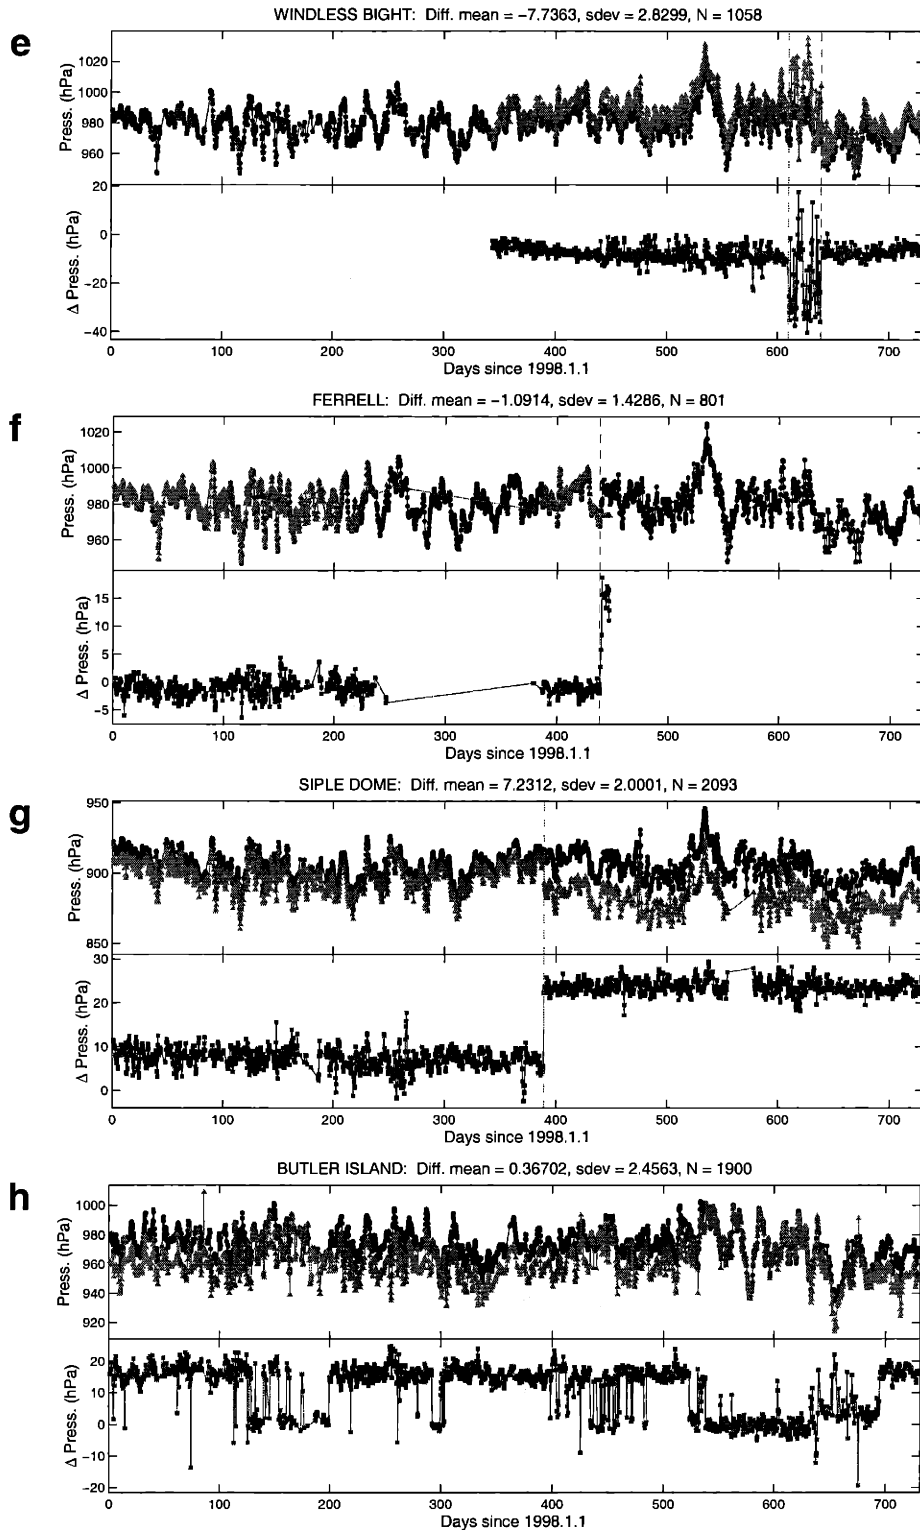 e
WINDLESS BIGHT: Diff. mean = −7.7363, sdev = 2.8299, N = 1058
Press. (hPa)
1020
1000
980
960
Δ Press. (hPa)
20
0
−20
−40
0 100 200 300 400 500 600 700
Days since 1998.1.1
f
FERRELL: Diff. mean = −1.0914, sdev = 1.4286, N = 801
Press. (hPa)
1020
1000
980
960
Δ Press. (hPa)
15
10
5
0
−5
0 100 200 300 400 500 600 700
Days since 1998.1.1
g
SIPLE DOME: Diff. mean = 7.2312, sdev = 2.0001, N = 2093
Press. (hPa)
950
900
850
Δ Press. (hPa)
30
20
10
0
0 100 200 300 400 500 600 700
Days since 1998.1.1
h
BUTLER ISLAND: Diff. mean = 0.36702, sdev = 2.4563, N = 1900
Press. (hPa)
1000
980
960
940
920
Δ Press. (hPa)
20
10
0
−10
−20
0 100 200 300 400 500 600 700
Days since 1998.1.1